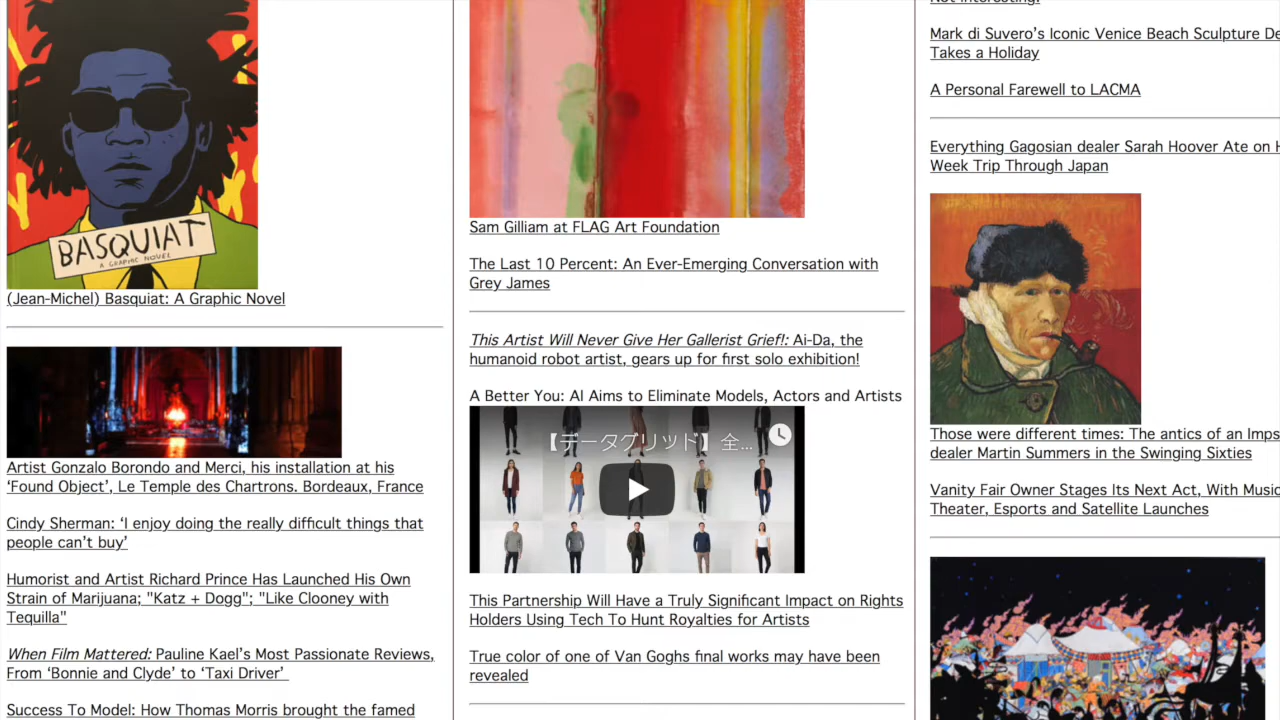 BASQUIAT
A GRAPHIC NOVEL
(Jean-Michel) Basquiat: A Graphic Novel
Artist Gonzalo Borondo and Merci, his installation at his
‘Found Object’, Le Temple des Chartrons. Bordeaux, France
Cindy Sherman: ‘I enjoy doing the really difficult things that
people can’t buy’
Humorist and Artist Richard Prince Has Launched His Own
Strain of Marijuana; "Katz + Dogg"; "Like Clooney with
Tequilla"
When Film Mattered: Pauline Kael’s Most Passionate Reviews,
From ‘Bonnie and Clyde’ to ‘Taxi Driver’
Success To Model: How Thomas Morris brought the famed
Sam Gilliam at FLAG Art Foundation
The Last 10 Percent: An Ever-Emerging Conversation with
Grey James
This Artist Will Never Give Her Gallerist Grief!: Ai-Da, the
humanoid robot artist, gears up for first solo exhibition!
A Better You: AI Aims to Eliminate Models, Actors and Artists
【データグリッド】全...
This Partnership Will Have a Truly Significant Impact on Rights
Holders Using Tech To Hunt Royalties for Artists
True color of one of Van Goghs final works may have been
revealed
Not Interesting!
Mark di Suvero’s Iconic Venice Beach Sculpture De
Takes a Holiday
A Personal Farewell to LACMA
Everything Gagosian dealer Sarah Hoover Ate on H
Week Trip Through Japan
Those were different times: The antics of an Imps
dealer Martin Summers in the Swinging Sixties
Vanity Fair Owner Stages Its Next Act, With Music
Theater, Esports and Satellite Launches